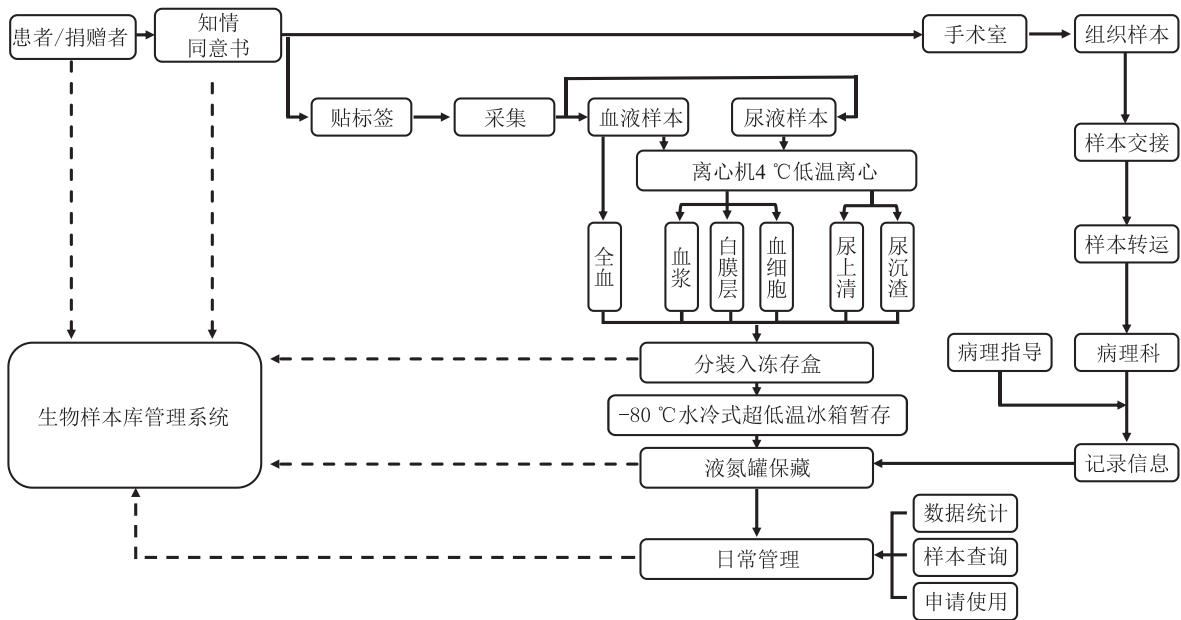 患者/捐赠者
知情
同意书
手术室
组织样本
贴标签
采集
血液样本
尿液样本
样本交接
离心机4 ℃低温离心
全血
血浆
白膜层
血细胞
尿上清
尿沉渣
样本转运
分装入冻存盒
病理指导
病理科
生物样本库管理系统
-80 ℃水冷式超低温冰箱暂存
液氮罐保藏
记录信息
数据统计
日常管理
样本查询
申请使用